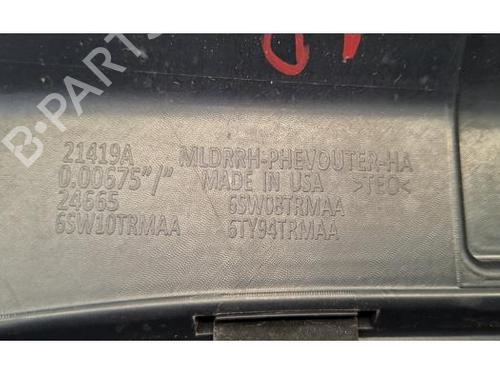 B-PARTS
21419A MLDRRH-PHEVOUTER-HA
0.00675"/" MADE IN USA >TEO<
24665 6SW08TRMAA
6SW10TRMAA 6TY94TRMAA